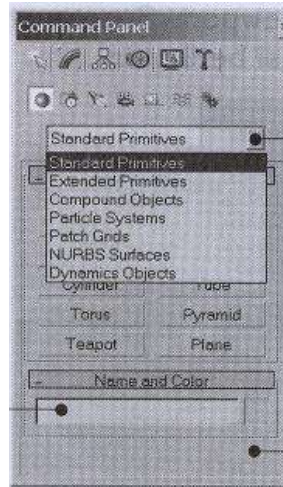 Command Panel
Standard Primitives
Standard Primitives
Extended Primitives
Compound Objects
Particle Systems
Patch Grids
NURBS Surfaces
Dynamics Objects
Cylinder Tube
Torus Pyramid
Teapot Plane
- Name and Color